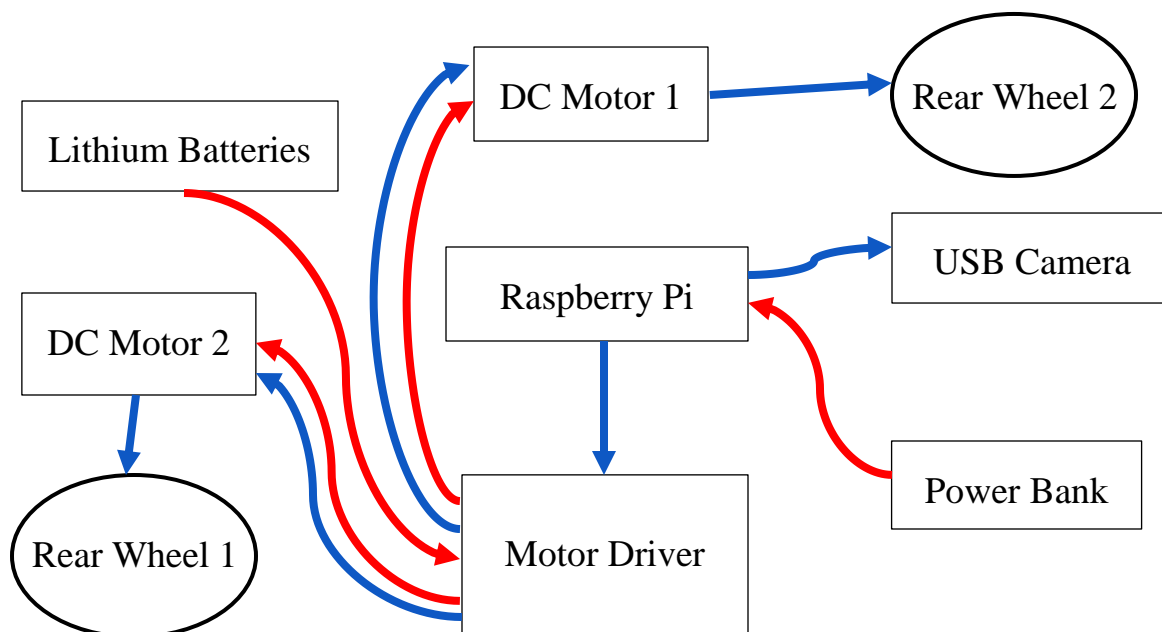 DC Motor 1
Rear Wheel 2
Lithium Batteries
USB Camera
Raspberry Pi
DC Motor 2
Power Bank
Rear Wheel 1
Motor Driver